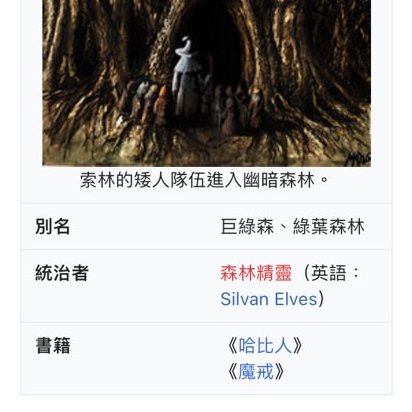 索林的矮人隊伍進入幽暗森林。
別名 巨綠森、綠葉森林
統治者 森林精靈（英語：
Silvan Elves）
書籍 《哈比人》
《魔戒》